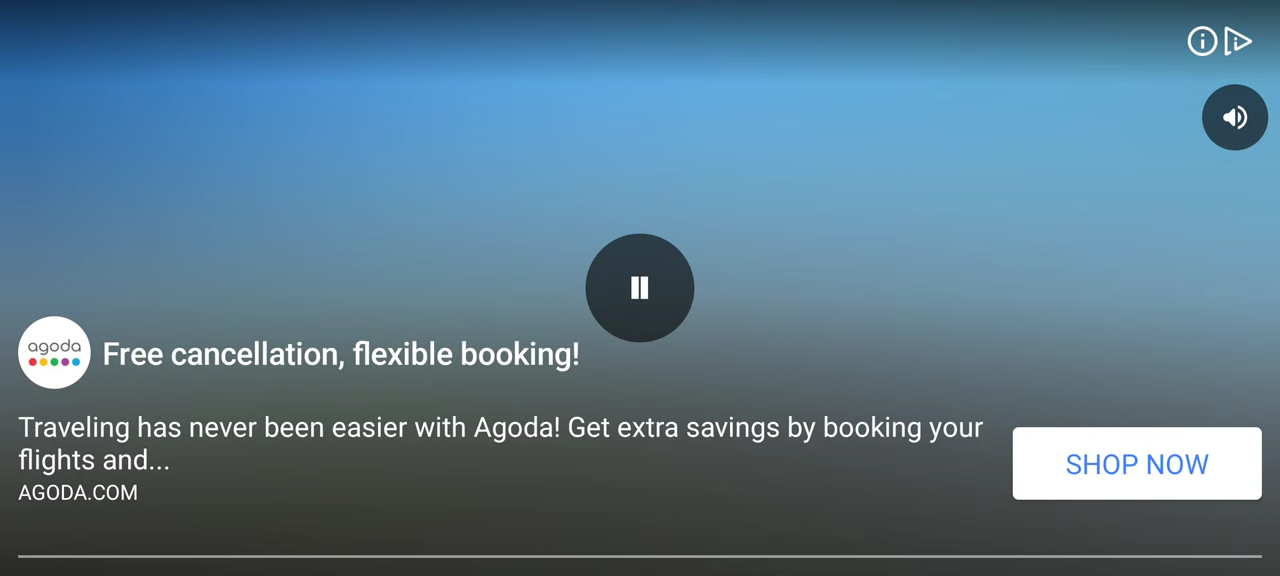 agoda
Free cancellation, flexible booking!
Traveling has never been easier with Agoda! Get extra savings by booking your
flights and...
AGODA.COM
SHOP NOW